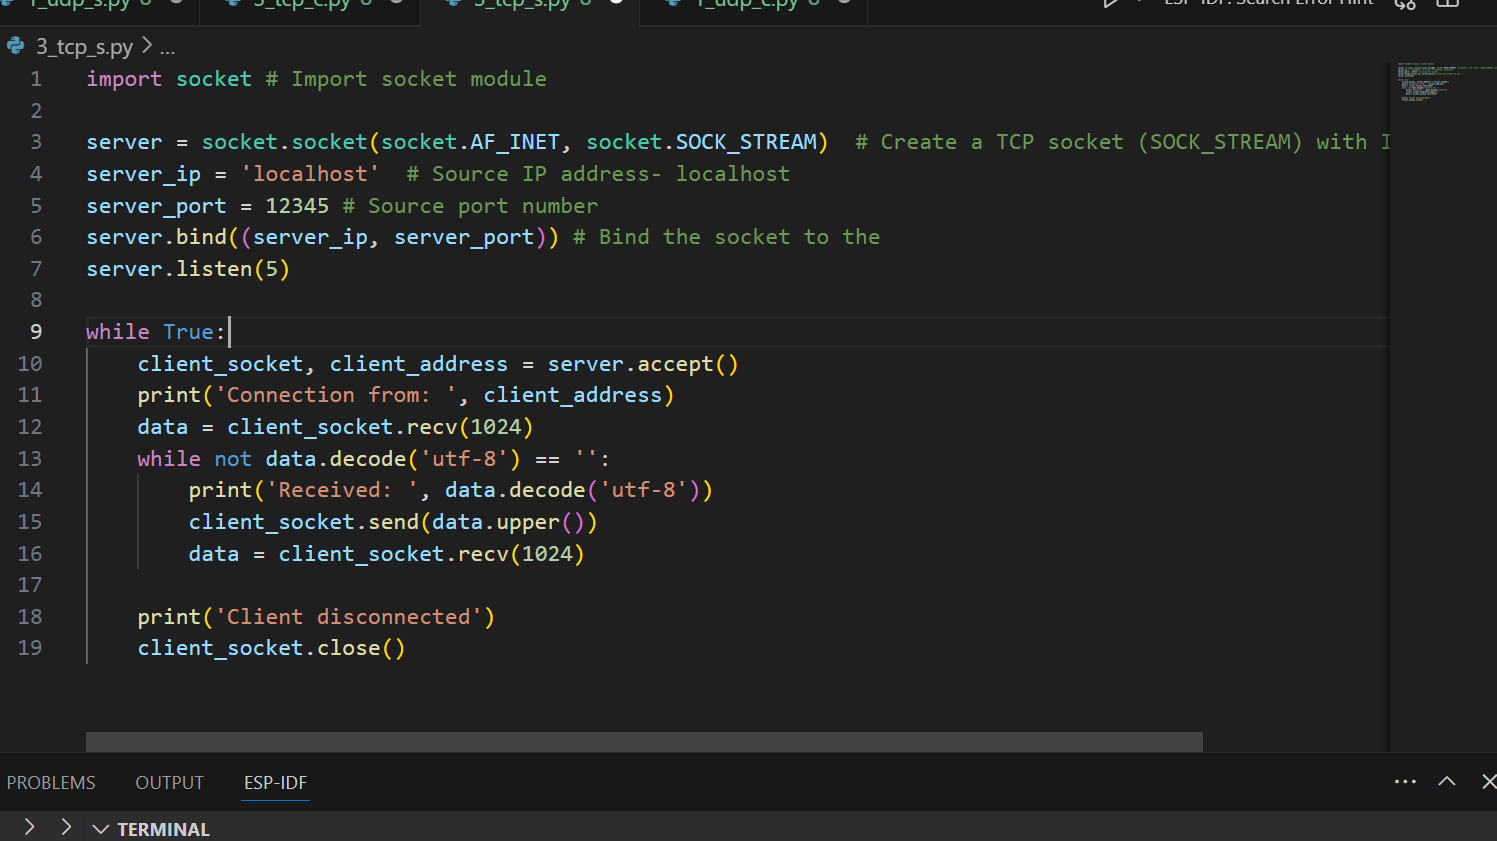 3_tcp_s.py > ...
1 import socket # Import socket module
2
3 server = socket.socket(socket.AF_INET, socket.SOCK_STREAM)  # Create a TCP socket (SOCK_STREAM) with I
4 server_ip = 'localhost'  # Source IP address- localhost
5 server_port = 12345 # Source port number
6 server.bind((server_ip, server_port)) # Bind the socket to the
7 server.listen(5)
8
9 while True:
10     client_socket, client_address = server.accept()
11     print('Connection from: ', client_address)
12     data = client_socket.recv(1024)
13     while not data.decode('utf-8') == '':
14         print('Received: ', data.decode('utf-8'))
15         client_socket.send(data.upper())
16         data = client_socket.recv(1024)
17
18     print('Client disconnected')
19     client_socket.close()
PROBLEMS OUTPUT ESP-IDF ...
TERMINAL